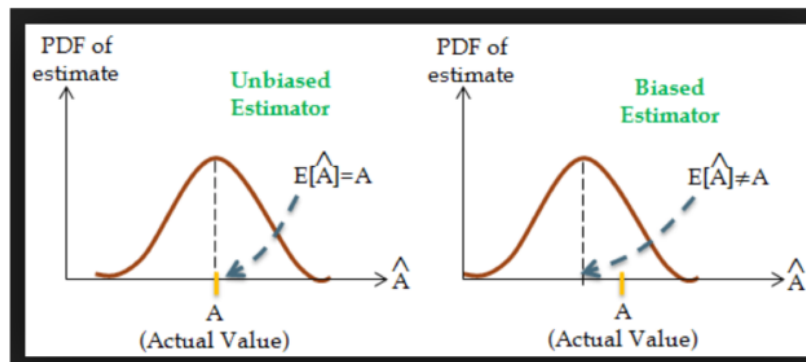 PDF of
estimate
Unbiased
Estimator
E[Â]=A
Â
A
(Actual Value)
PDF of
estimate
Biased
Estimator
E[Â]≠A
Â
A
(Actual Value)